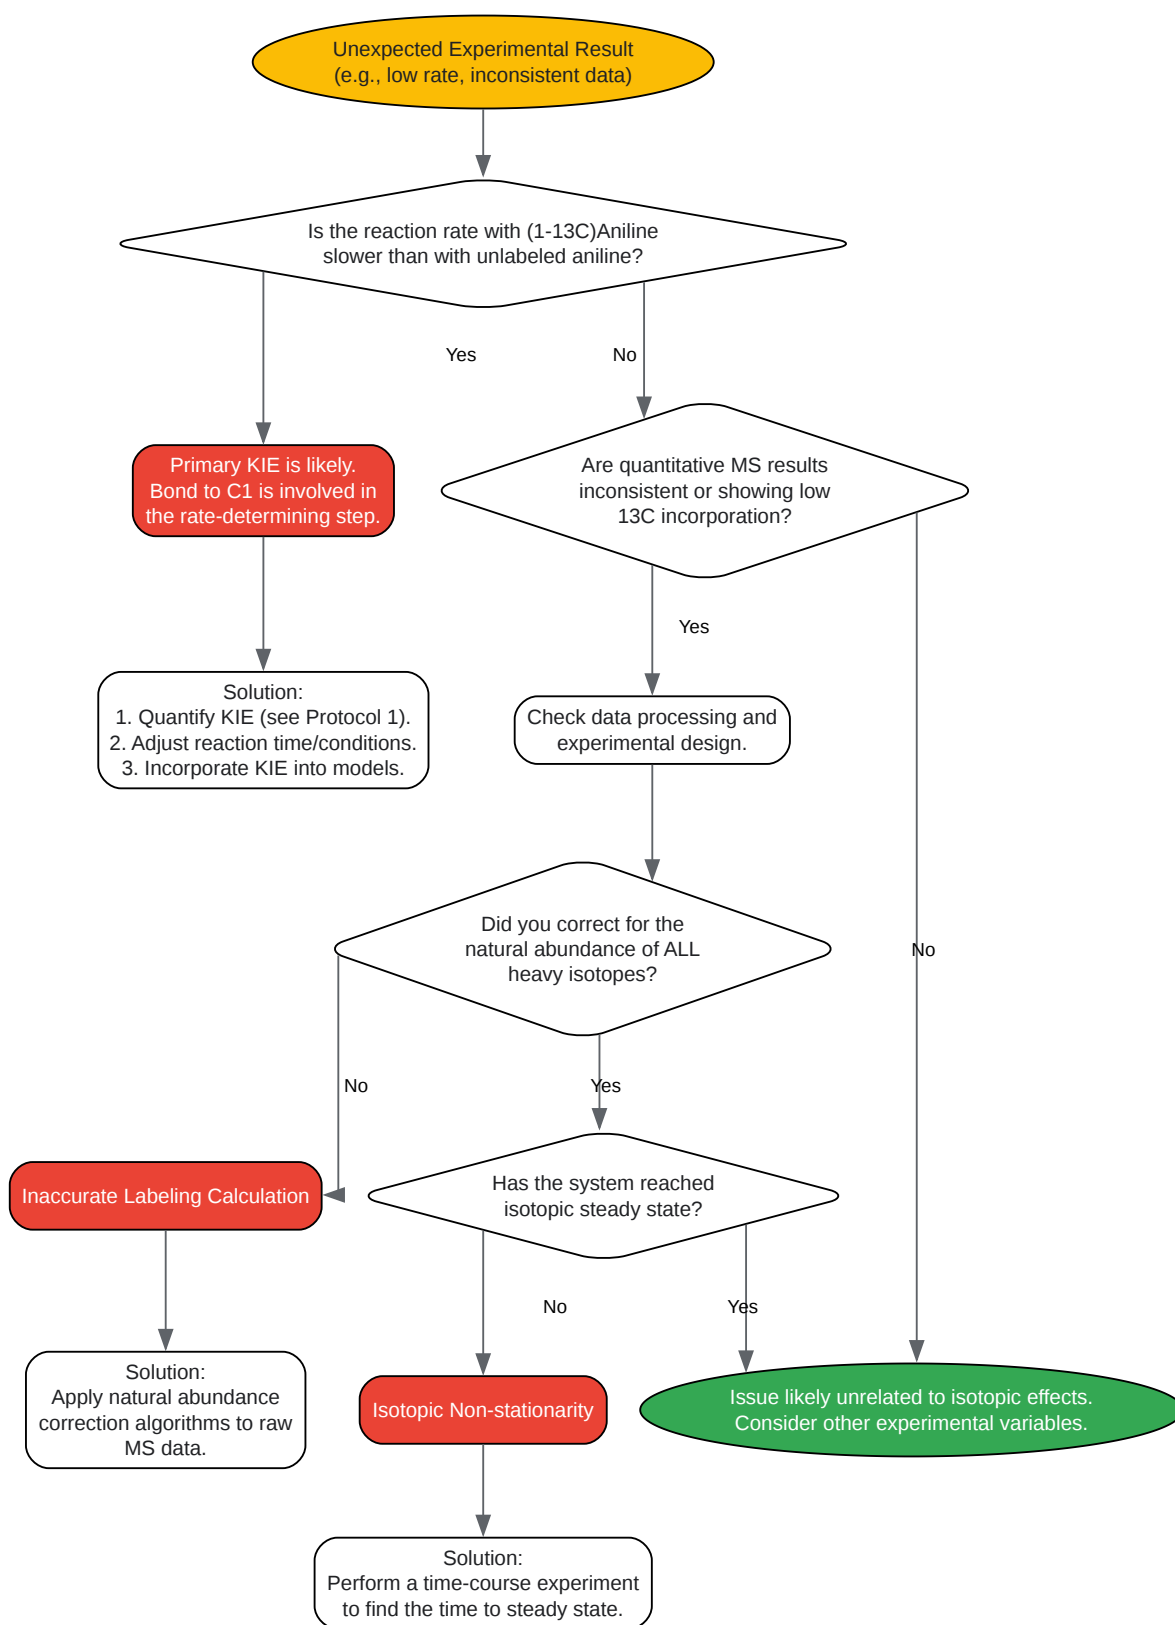 Unexpected Experimental Result
(e.g., low rate, inconsistent data)
Is the reaction rate with (1-13C)Aniline
slower than with unlabeled aniline?
Yes
No
Primary KIE is likely.
Bond to C1 is involved in
the rate-determining step.
Are quantitative MS results
inconsistent or showing low
13C incorporation?
Yes
No
Solution:
1. Quantify KIE (see Protocol 1).
2. Adjust reaction time/conditions.
3. Incorporate KIE into models.
Check data processing and
experimental design.
Did you correct for the
natural abundance of ALL
heavy isotopes?
No
Yes
Inaccurate Labeling Calculation
Has the system reached
isotopic steady state?
No
Yes
Solution:
Apply natural abundance
correction algorithms to raw
MS data.
Isotopic Non-stationarity
Issue likely unrelated to isotopic effects.
Consider other experimental variables.
Solution:
Perform a time-course experiment
to find the time to steady state.